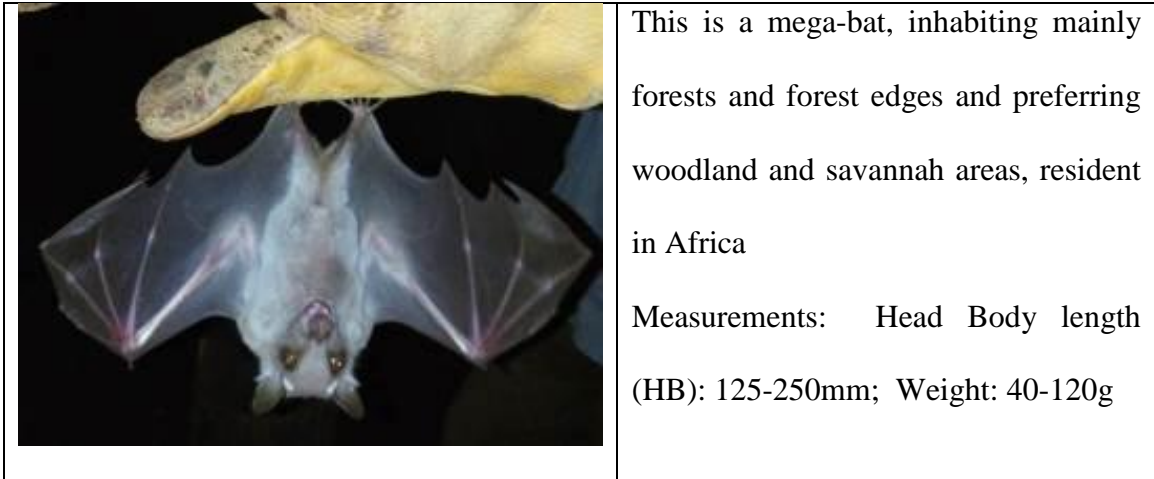 This is a mega-bat, inhabiting mainly
forests and forest edges and preferring
woodland and savannah areas, resident
in Africa
Measurements: Head Body length
(HB): 125-250mm; Weight: 40-120g